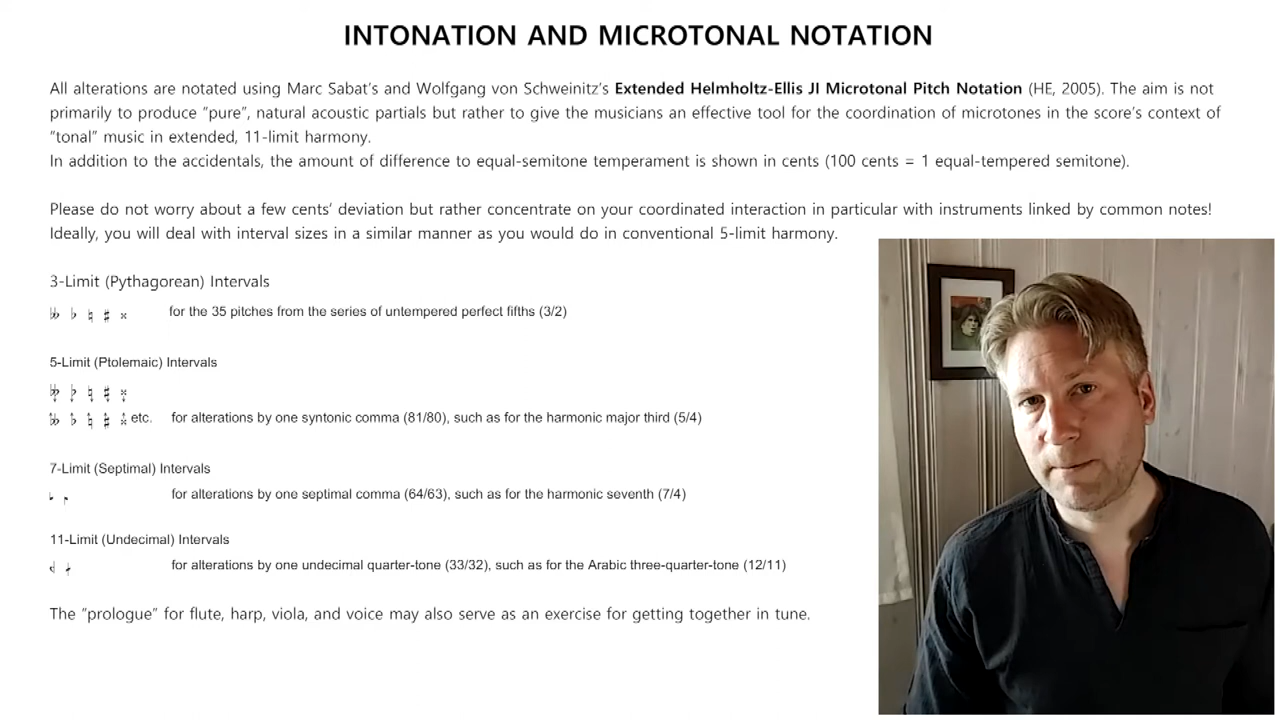 INTONATION AND MICROTONAL NOTATION
All alterations are notated using Marc Sabat’s and Wolfgang von Schweinitz’s Extended Helmholtz-Ellis JI Microtonal Pitch Notation (HE, 2005). The aim is not
primarily to produce “pure”, natural acoustic partials but rather to give the musicians an effective tool for the coordination of microtones in the score’s context of
“tonal” music in extended, 11-limit harmony.
In addition to the accidentals, the amount of difference to equal-semitone temperament is shown in cents (100 cents = 1 equal-tempered semitone).
Please do not worry about a few cents’ deviation but rather concentrate on your coordinated interaction in particular with instruments linked by common notes!
Ideally, you will deal with interval sizes in a similar manner as you would do in conventional 5-limit harmony.
3-Limit (Pythagorean) Intervals
for the 35 pitches from the series of untempered perfect fifths (3/2)
5-Limit (Ptolemaic) Intervals
etc. for alterations by one syntonic comma (81/80), such as for the harmonic major third (5/4)
7-Limit (Septimal) Intervals
for alterations by one septimal comma (64/63), such as for the harmonic seventh (7/4)
11-Limit (Undecimal) Intervals
for alterations by one undecimal quarter-tone (33/32), such as for the Arabic three-quarter-tone (12/11)
The “prologue” for flute, harp, viola, and voice may also serve as an exercise for getting together in tune.